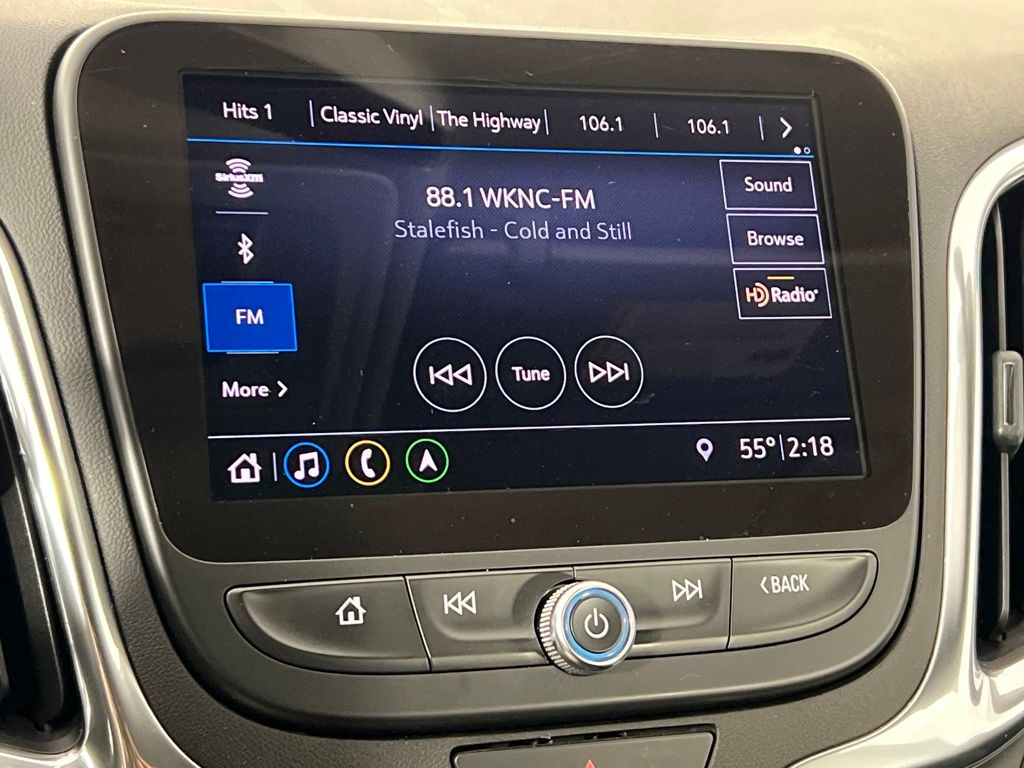 Hits 1 Classic Vinyl The Highway 106.1 106.1
SiriusXM
88.1 WKNC-FM
Stalefish - Cold and Still
Sound
Browse
HD Radio
FM
Tune
More
55° 2:18
BACK